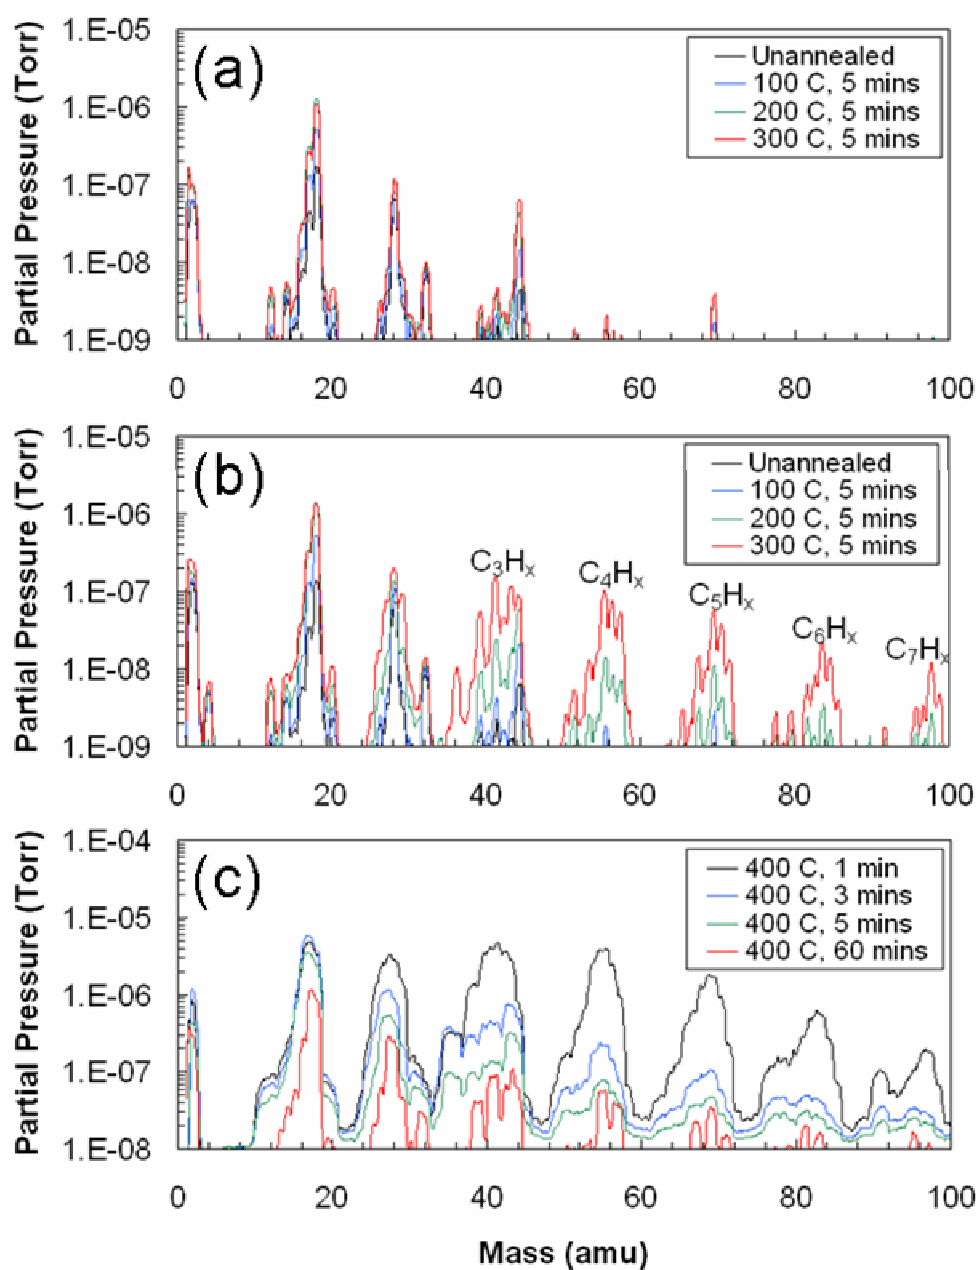 Partial Pressure (Torr)
1.E-05
1.E-06
1.E-07
1.E-08
1.E-09
(a)
Unannealed
100 C, 5 mins
200 C, 5 mins
300 C, 5 mins
0 20 40 60 80 100
Partial Pressure (Torr)
1.E-05
1.E-06
1.E-07
1.E-08
1.E-09
(b)
Unannealed
100 C, 5 mins
200 C, 5 mins
300 C, 5 mins
C₃Hₓ
C₄Hₓ
C₅Hₓ
C₆Hₓ
C₇Hₓ
0 20 40 60 80 100
Partial Pressure (Torr)
1.E-04
1.E-05
1.E-06
1.E-07
1.E-08
(c)
400 C, 1 min
400 C, 3 mins
400 C, 5 mins
400 C, 60 mins
0 20 40 60 80 100
Mass (amu)